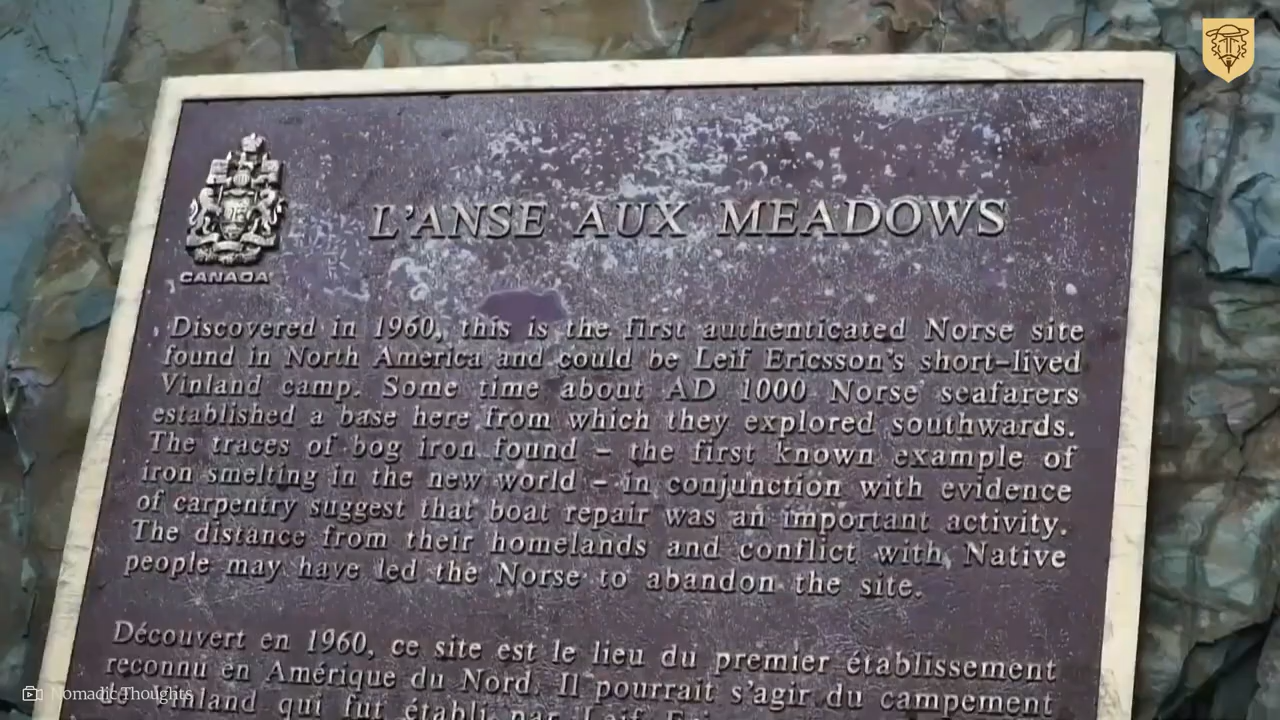 CANADA
L'ANSE AUX MEADOWS
Discovered in 1960, this is the first authenticated Norse site
found in North America and could be Leif Ericsson's short-lived
Vinland camp. Some time about AD 1000 Norse seafarers
established a base here from which they explored southwards.
The traces of bog iron found – the first known example of
iron smelting in the new world – in conjunction with evidence
of carpentry suggest that boat repair was an important activity.
The distance from their homelands and conflict with Native
people may have led the Norse to abandon the site.
Découvert en 1960, ce site est le lieu du premier établissement
reconnu en Amérique du Nord. Il pourrait s'agir du campement
qui fut établi par Leif
NomadicThoughts